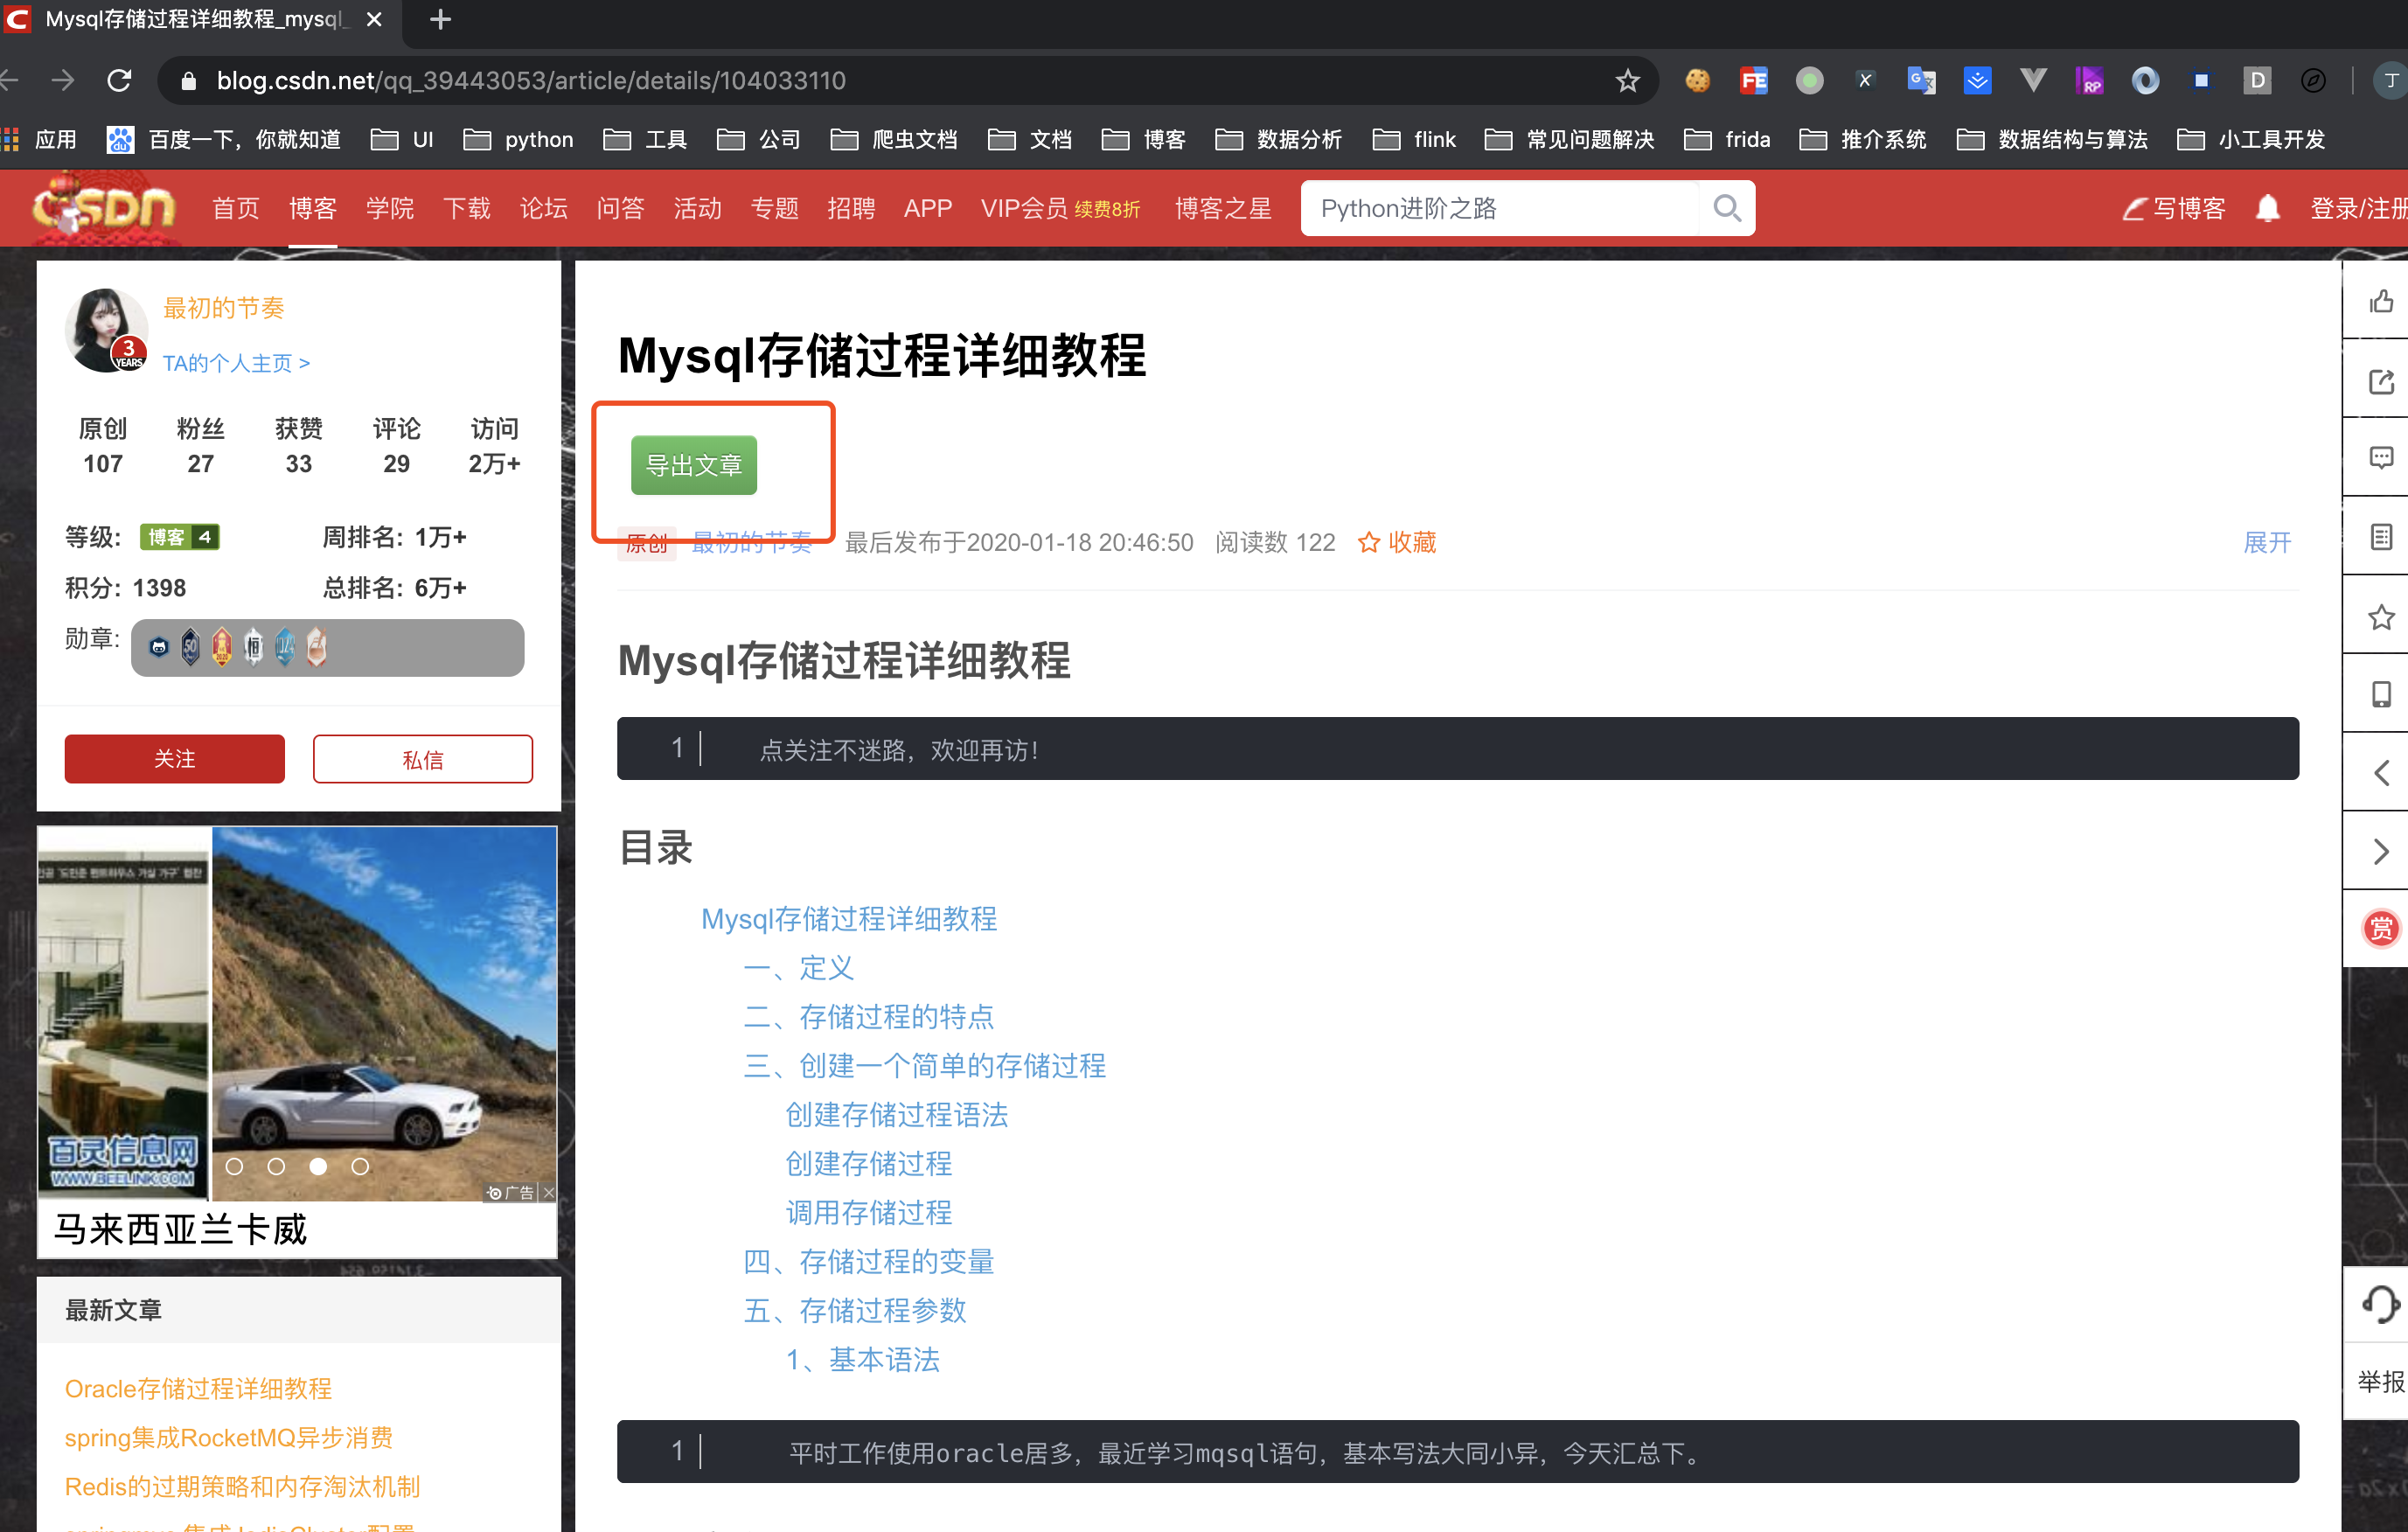 Mysql存储过程详细教程_mysql_
blog.csdn.net/qq_39443053/article/details/104033110
应用 百度一下，你就知道 UI python 工具 公司 爬虫文档 文档 博客 数据分析 flink 常见问题解决 frida 推介系统 数据结构与算法 小工具开发
CSDN 首页 博客 学院 下载 论坛 问答 活动 专题 招聘 APP VIP会员 续费8折 博客之星 Python进阶之路 写博客 登录/注册
最初的节奏
3 YEARS
TA的个人主页 >
原创 粉丝 获赞 评论 访问
107 27 33 29 2万+
等级: 博客 4 周排名: 1万+
积分: 1398 总排名: 6万+
勋章:
关注 私信
百灵信息网
WWW.BEELINK.COM
广告
马来西亚兰卡威
最新文章
Oracle存储过程详细教程
spring集成RocketMQ异步消费
Redis的过期策略和内存淘汰机制
Mysql存储过程详细教程
导出文章
原创 最初的节奏 最后发布于2020-01-18 20:46:50 阅读数 122 收藏 展开
Mysql存储过程详细教程
1 点关注不迷路，欢迎再访！
目录
Mysql存储过程详细教程
一、定义
二、存储过程的特点
三、创建一个简单的存储过程
创建存储过程语法
创建存储过程
调用存储过程
四、存储过程的变量
五、存储过程参数
1、基本语法
1 平时工作使用oracle居多，最近学习mqsql语句，基本写法大同小异，今天汇总下。
赏
举报